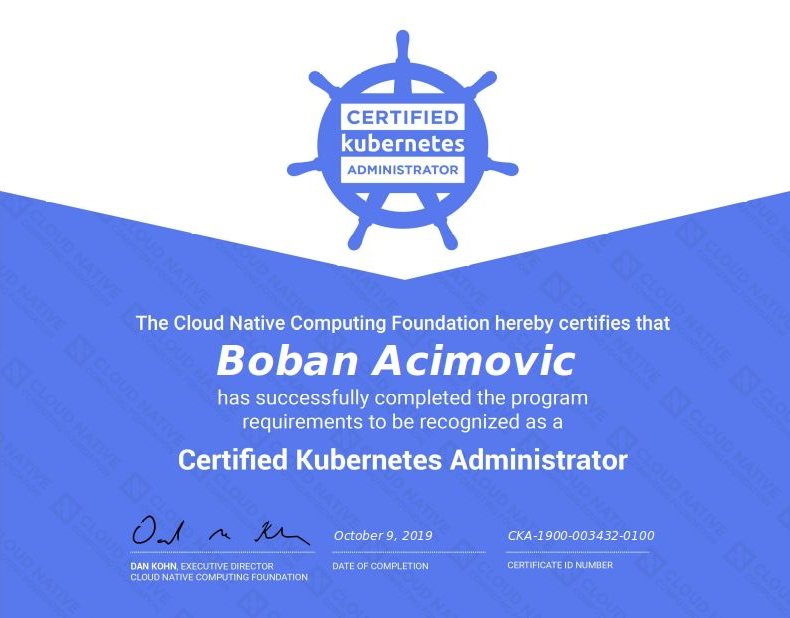 CERTIFIED
kubernetes
ADMINISTRATOR
The Cloud Native Computing Foundation hereby certifies that
Boban Acimovic
has successfully completed the program
requirements to be recognized as a
Certified Kubernetes Administrator
October 9, 2019
CKA-1900-003432-0100
DAN KOHN, EXECUTIVE DIRECTOR
CLOUD NATIVE COMPUTING FOUNDATION
DATE OF COMPLETION
CERTIFICATE ID NUMBER